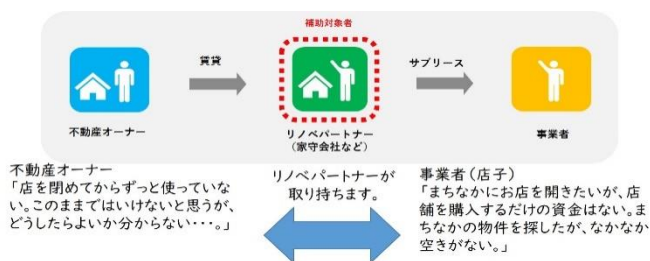 補助対象者
賃貸
サブリース
不動産オーナー
リノベパートナー
(家守会社など)
事業者
不動産オーナー
「店を閉めてからずっと使っていな
い。このままではいけないと思うが、
どうしたらよいか分からない・・・。」
リノベパートナーが
取り持ちます。
事業者(店子)
「まちなかにお店を開きたいが、店
舗を購入するだけの資金はない。ま
ちなかの物件を探したが、なかなか
空きがない。」